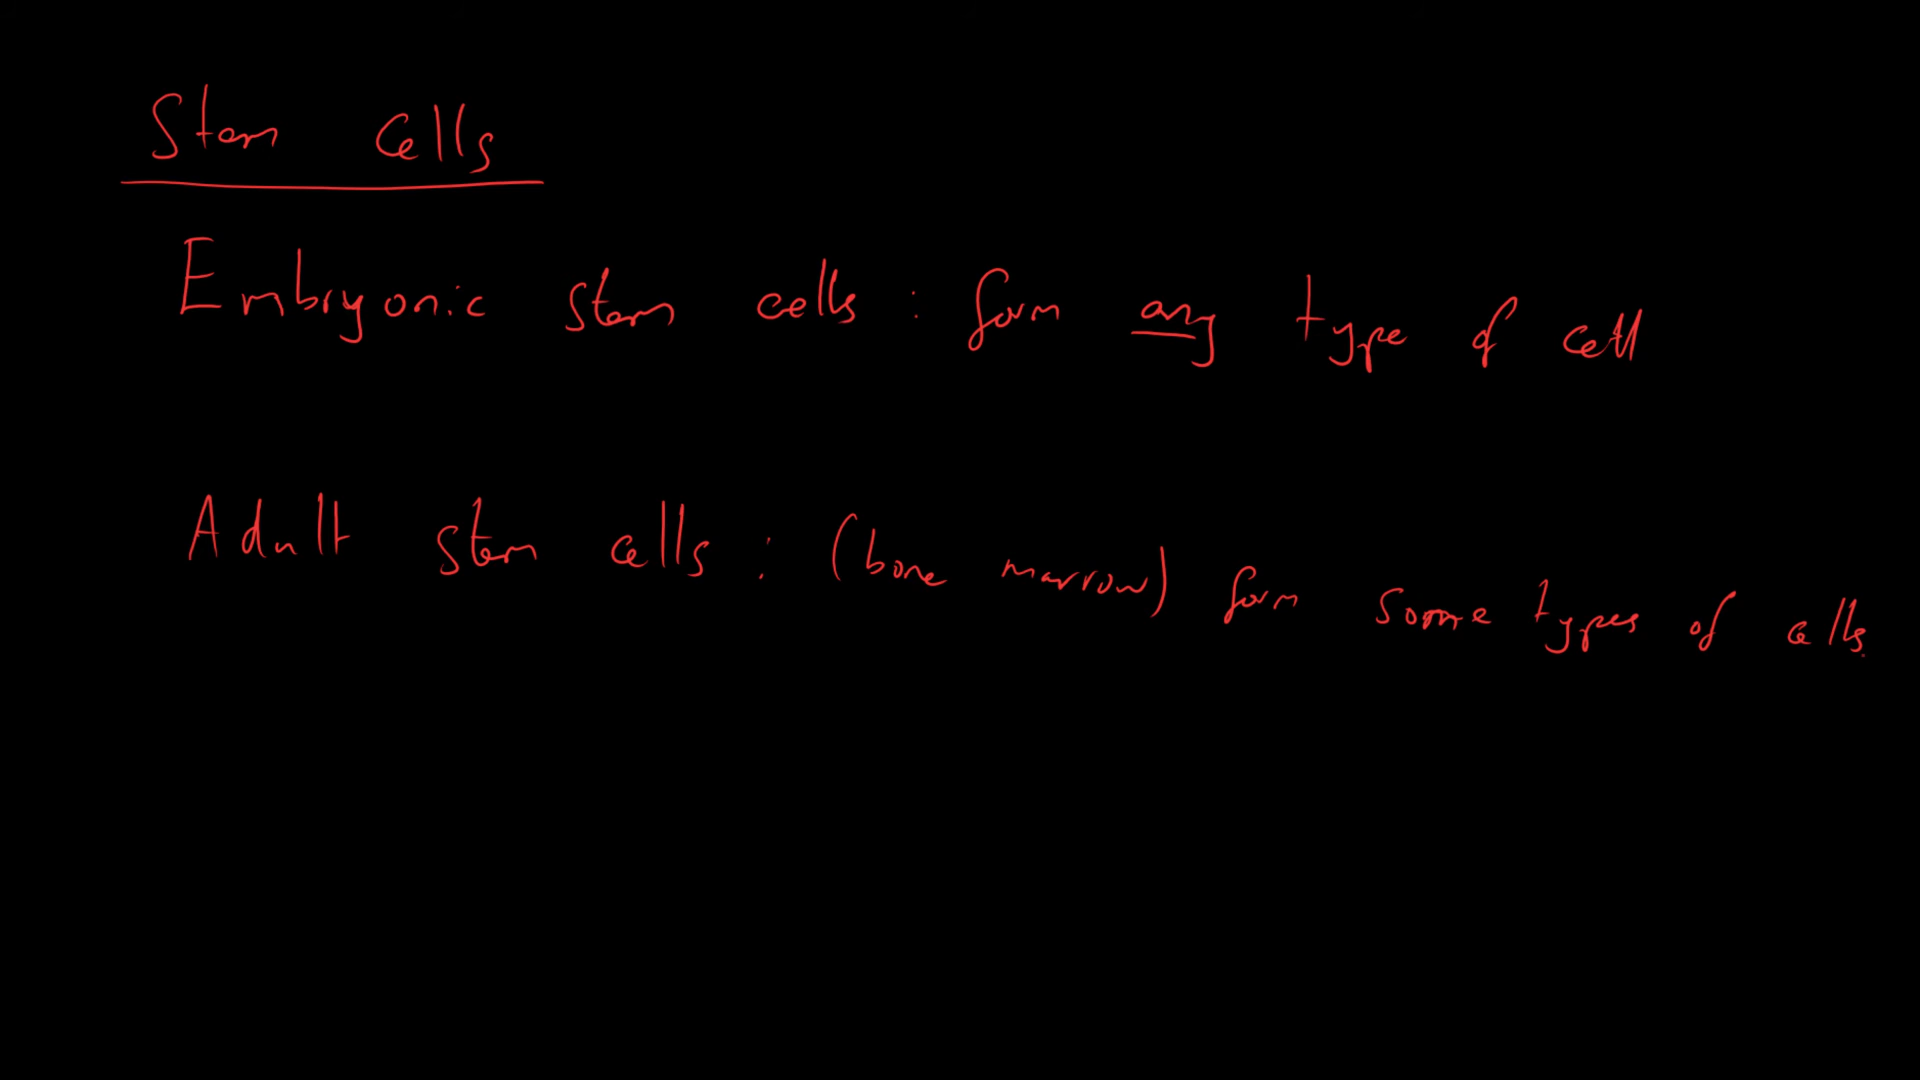 Stem cells
Embryonic stem cells : form any type of cell
Adult stem cells : (bone marrow) form some types of cells.